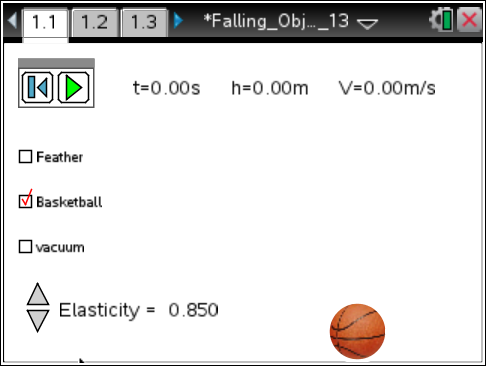 1.1 1.2 1.3 *Falling_Obj…_13
t=0.00s h=0.00m V=0.00m/s
Feather
Basketball
vacuum
Elasticity = 0.850